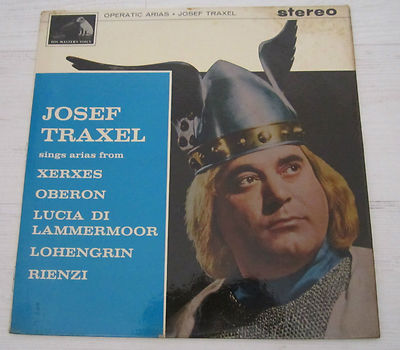 OPERATIC ARIAS • JOSEF TRAXEL
stereo
HIS MASTER'S VOICE
JOSEF
TRAXEL
sings arias from
XERXES
OBERON
LUCIA DI
LAMMERMOOR
LOHENGRIN
RIENZI